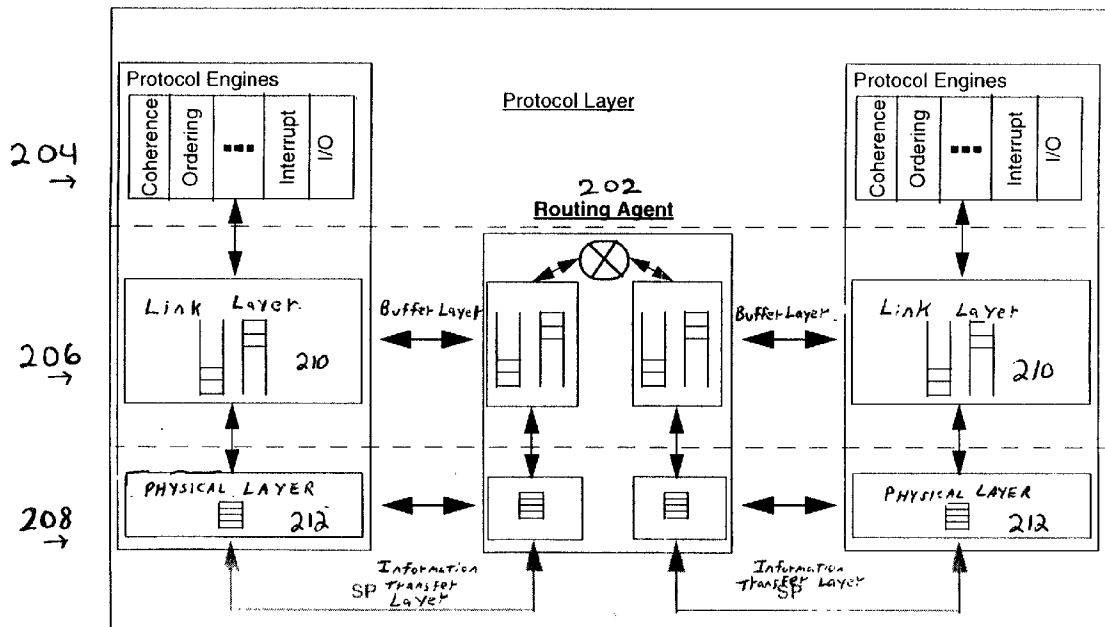 Protocol Engines
Coherence
Ordering
Interrupt
I/O
Protocol Layer
Protocol Engines
Coherence
Ordering
Interrupt
I/O
204
202
Routing Agent
Link Layer
210
Buffer Layer
Buffer Layer
Link Layer
210
206
PHYSICAL LAYER
212
PHYSICAL LAYER
212
208
Information
SP Transfer
Layer
Information
Transfer Layer
SP